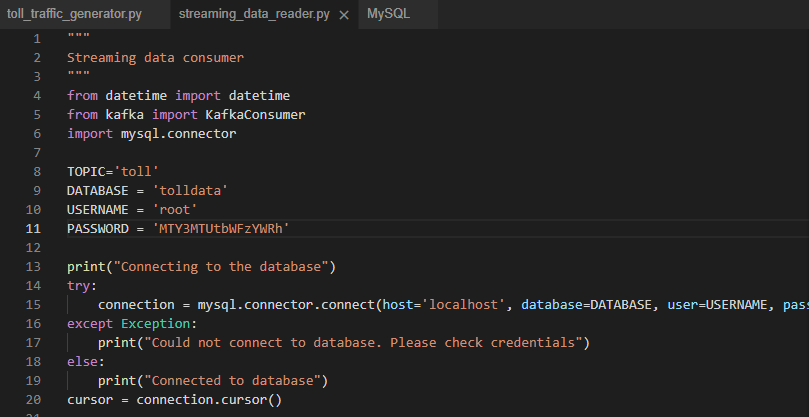 toll_traffic_generator.py streaming_data_reader.py × MySQL
1 """
2 Streaming data consumer
3 """
4 from datetime import datetime
5 from kafka import KafkaConsumer
6 import mysql.connector
7
8 TOPIC='toll'
9 DATABASE = 'tolldata'
10 USERNAME = 'root'
11 PASSWORD = 'MTY3MTUtbWFzYWRh'
12
13 print("Connecting to the database")
14 try:
15     connection = mysql.connector.connect(host='localhost', database=DATABASE, user=USERNAME, pass
16 except Exception:
17     print("Could not connect to database. Please check credentials")
18 else:
19     print("Connected to database")
20 cursor = connection.cursor()